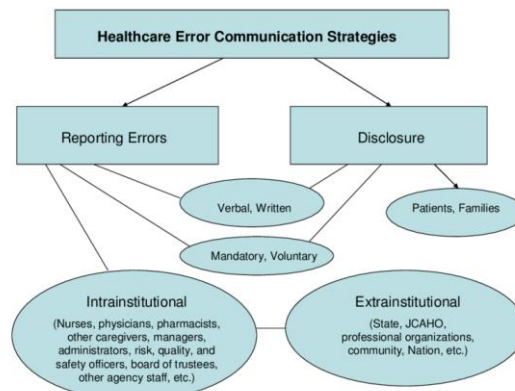 Healthcare Error Communication Strategies
Reporting Errors
Disclosure
Verbal, Written
Patients, Families
Mandatory, Voluntary
Intrainstitutional
(Nurses, physicians, pharmacists,
other caregivers, managers,
administrators, risk, quality, and
safety officers, board of trustees,
other agency staff, etc.)
Extrainstitutional
(State, JCAHO,
professional organizations,
community, Nation, etc.)